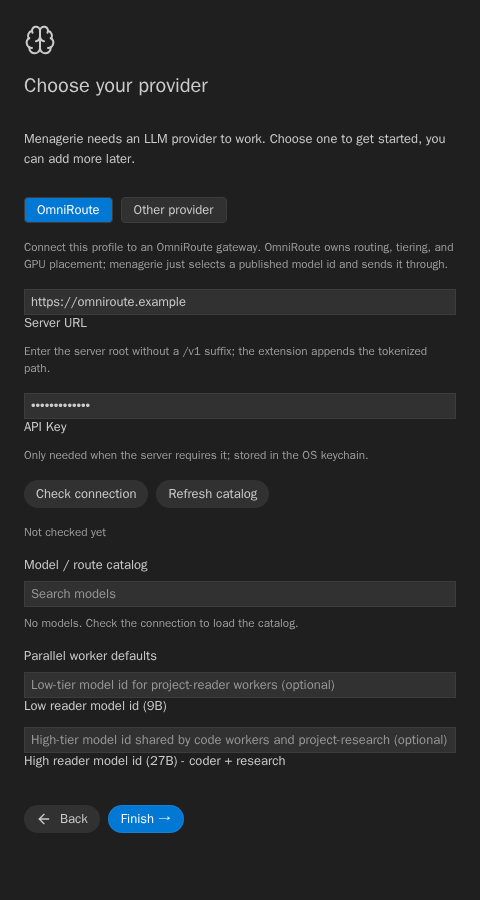 Choose your provider
Menagerie needs an LLM provider to work. Choose one to get started, you
can add more later.
OmniRoute
Other provider
Connect this profile to an OmniRoute gateway. OmniRoute owns routing, tiering, and
GPU placement; menagerie just selects a published model id and sends it through.
https://omniroute.example
Server URL
Enter the server root without a /v1 suffix; the extension appends the tokenized
path.
•••••••••••••
API Key
Only needed when the server requires it; stored in the OS keychain.
Check connection
Refresh catalog
Not checked yet
Model / route catalog
Search models
No models. Check the connection to load the catalog.
Parallel worker defaults
Low-tier model id for project-reader workers (optional)
Low reader model id (9B)
High-tier model id shared by code workers and project-research (optional)
High reader model id (27B) - coder + research
← Back
Finish →